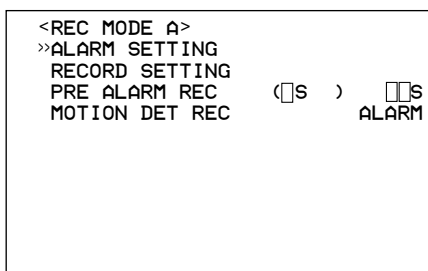 <REC MODE A>
»ALARM SETTING
RECORD SETTING
PRE ALARM REC (□S ) □□S
MOTION DET REC ALARM